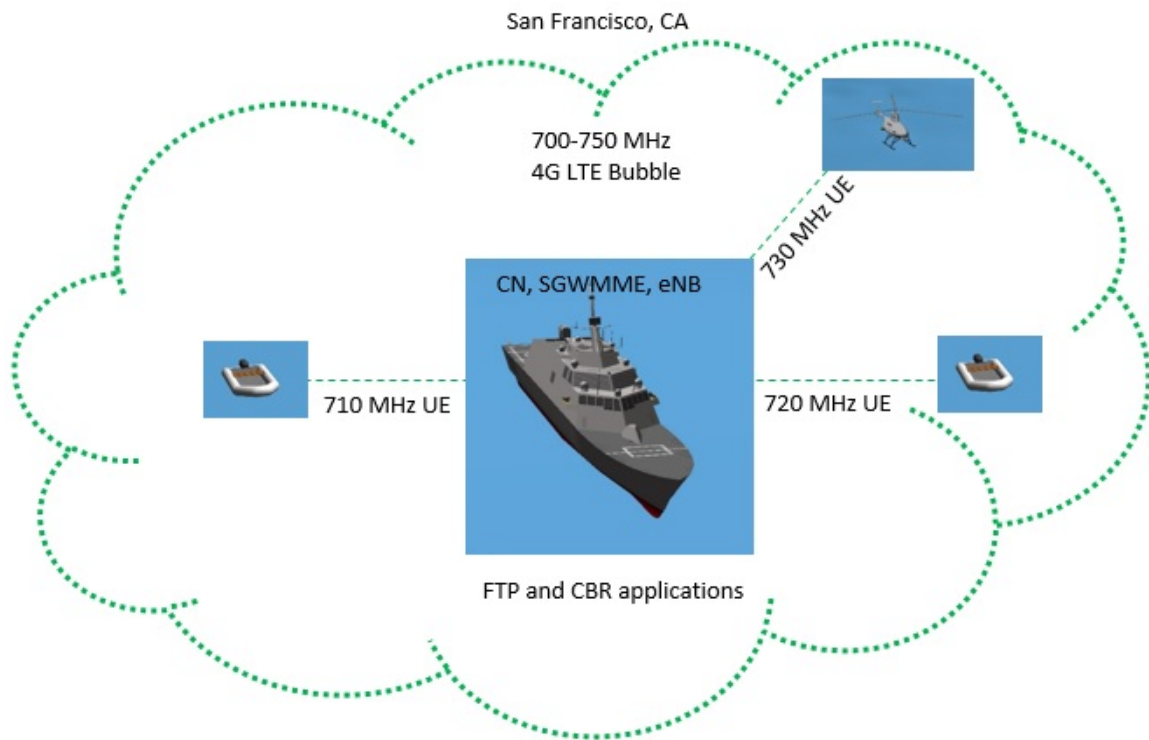 San Francisco, CA
700-750 MHz
4G LTE Bubble
730 MHz UE
CN, SGWMME, eNB
710 MHz UE
720 MHz UE
FTP and CBR applications